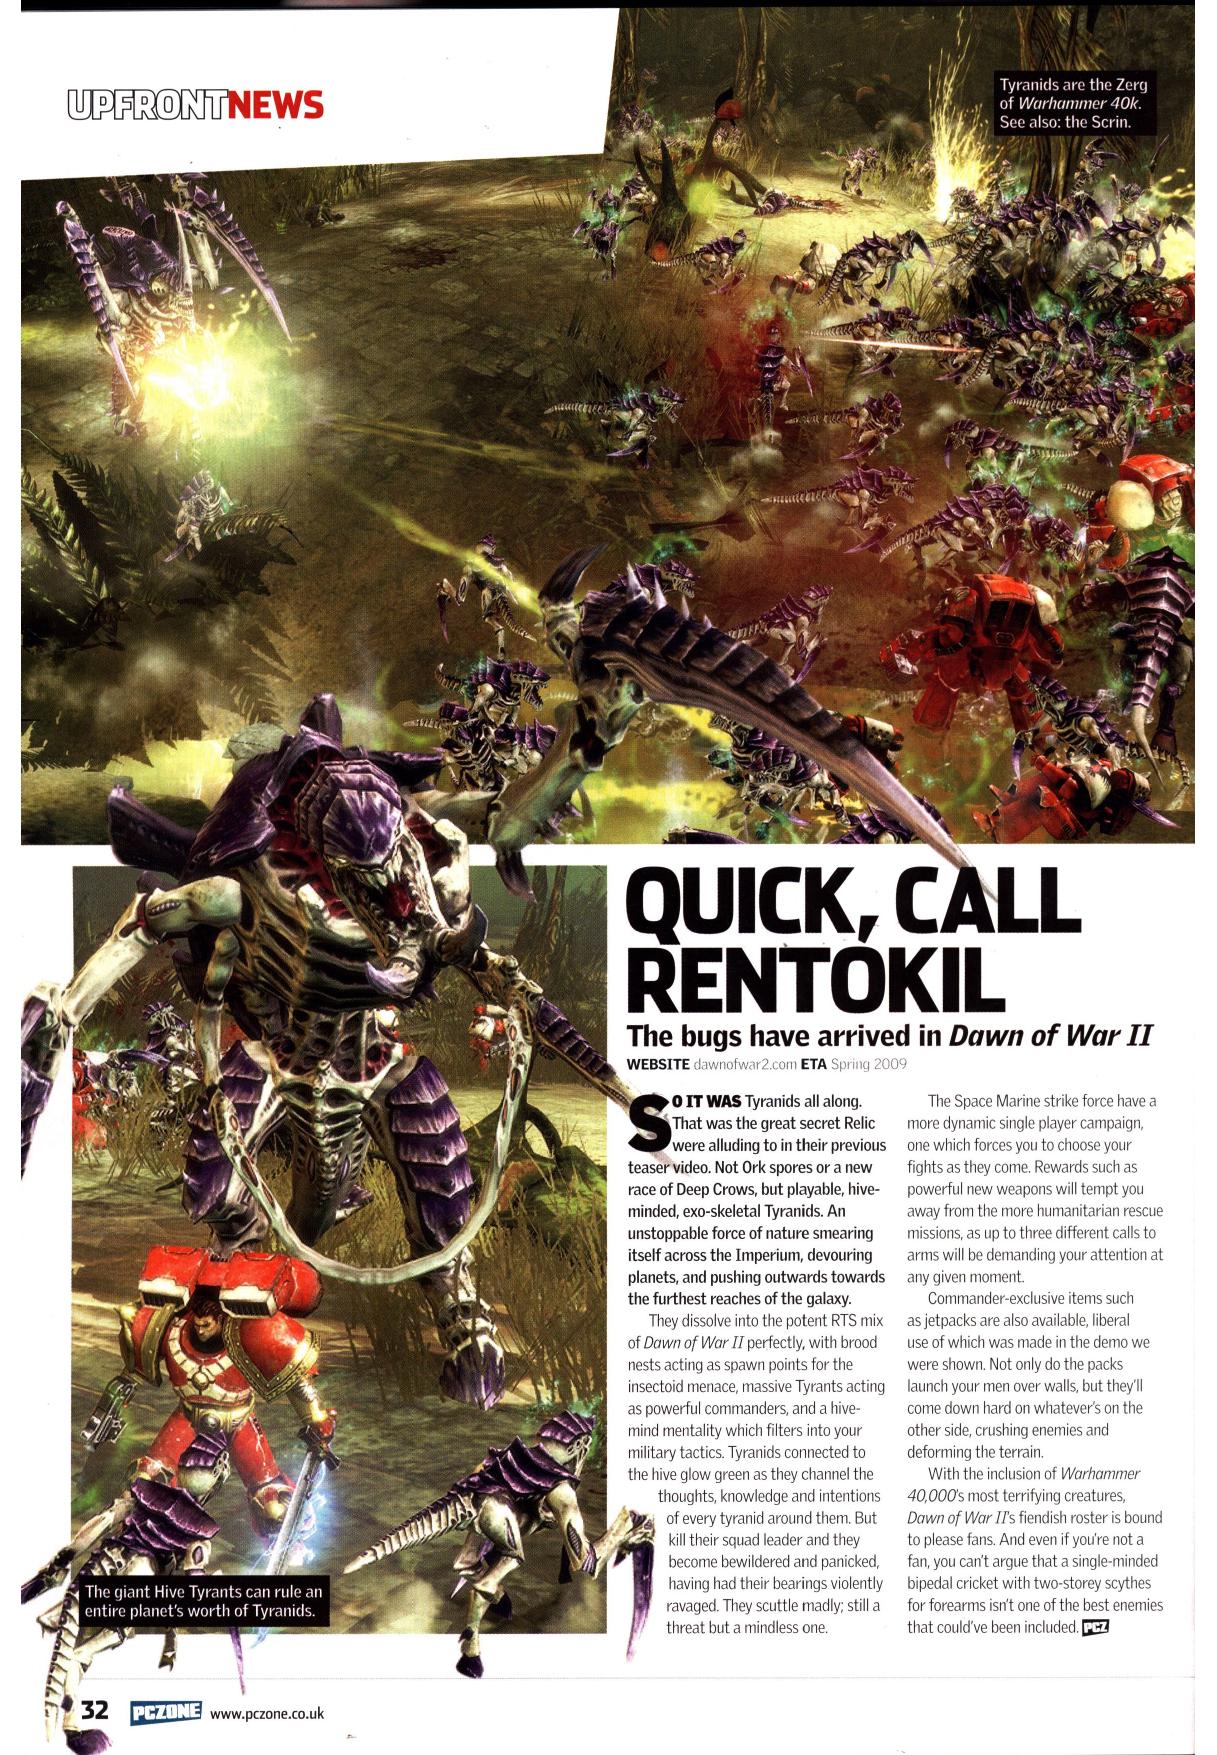 UPFRONTNEWS
Tyranids are the Zerg
of Warhammer 40k.
See also: the Scrin.
QUICK, CALL
RENTOKIL
The bugs have arrived in Dawn of War II
WEBSITE dawnofwar2.com ETA Spring 2009
SO IT WAS Tyranids all along.
That was the great secret Relic
were alluding to in their previous
teaser video. Not Ork spores or a new
race of Deep Crows, but playable, hive-
minded, exo-skeletal Tyranids. An
unstoppable force of nature smearing
itself across the Imperium, devouring
planets, and pushing outwards towards
the furthest reaches of the galaxy.
They dissolve into the potent RTS mix
of Dawn of War II perfectly, with brood
nests acting as spawn points for the
insectoid menace, massive Tyrants acting
as powerful commanders, and a hive-
mind mentality which filters into your
military tactics. Tyranids connected to
the hive glow green as they channel the
thoughts, knowledge and intentions
of every tyranid around them. But
kill their squad leader and they
become bewildered and panicked,
having had their bearings violently
ravaged. They scuttle madly; still a
threat but a mindless one.
The Space Marine strike force have a
more dynamic single player campaign,
one which forces you to choose your
fights as they come. Rewards such as
powerful new weapons will tempt you
away from the more humanitarian rescue
missions, as up to three different calls to
arms will be demanding your attention at
any given moment.
Commander-exclusive items such
as jetpacks are also available, liberal
use of which was made in the demo we
were shown. Not only do the packs
launch your men over walls, but they'll
come down hard on whatever's on the
other side, crushing enemies and
deforming the terrain.
With the inclusion of Warhammer
40,000's most terrifying creatures,
Dawn of War II's fiendish roster is bound
to please fans. And even if you're not a
fan, you can't argue that a single-minded
bipedal cricket with two-storey scythes
for forearms isn't one of the best enemies
that could've been included. PCZ
The giant Hive Tyrants can rule an
entire planet's worth of Tyranids.
32 PCZONE www.pczone.co.uk